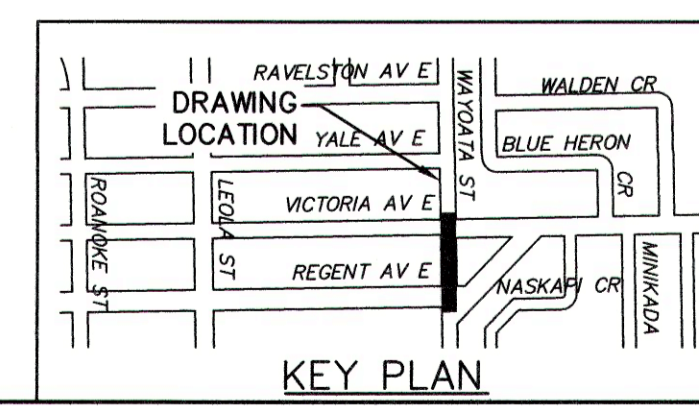 RAVELSTON AV E
WAYOATA ST
WALDEN CR
DRAWING
LOCATION
YALE AV E
BLUE HERON
CR
ROANOKE ST
LEOLA ST
VICTORIA AV E
REGENT AV E
NASKAPI CR
MINIKADA
KEY PLAN